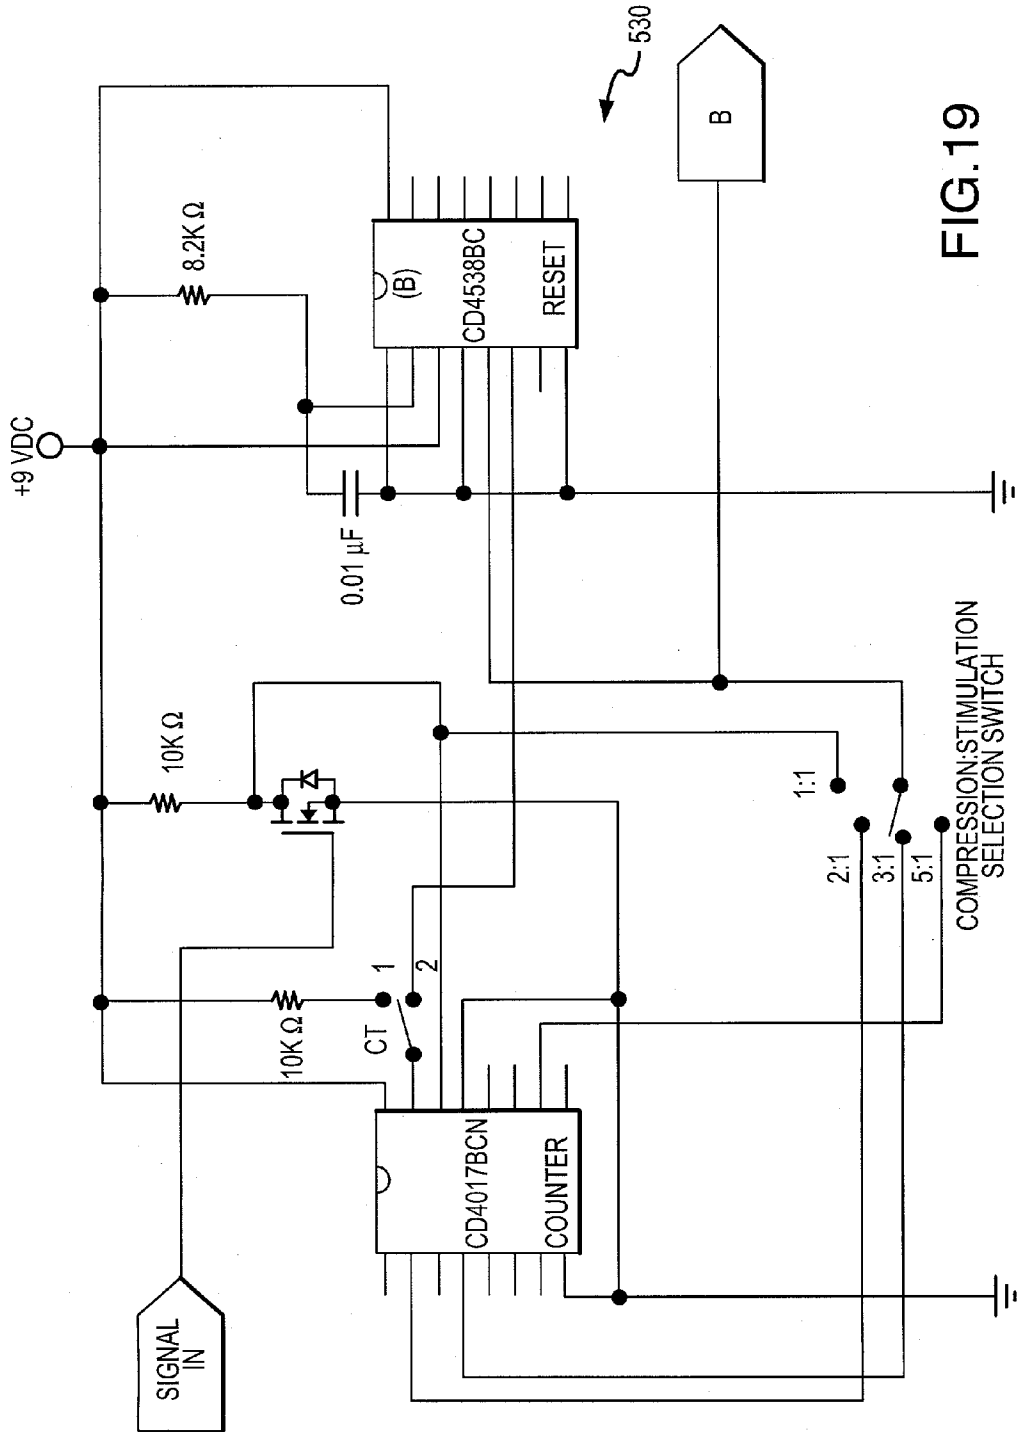 SIGNAL
IN
+9 VDC
10K Ω
10K Ω
8.2K Ω
0.01 µF
CT
1
2
CD4017BCN
COUNTER
(B)
CD4538BC
RESET
530
B
1:1
2:1
3:1
5:1
COMPRESSION:STIMULATION
SELECTION SWITCH
FIG.19